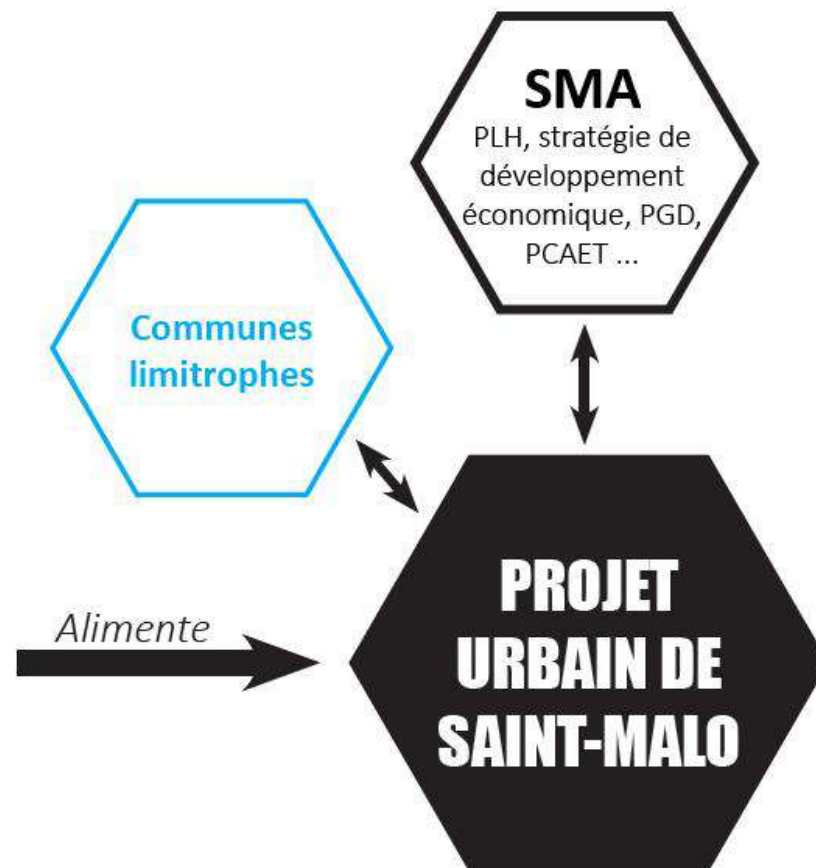 SMA
PLH, stratégie de
développement
économique, PGD,
PCAET ...
Communes
limitrophes
Alimente
PROJET
URBAIN DE
SAINT-MALO